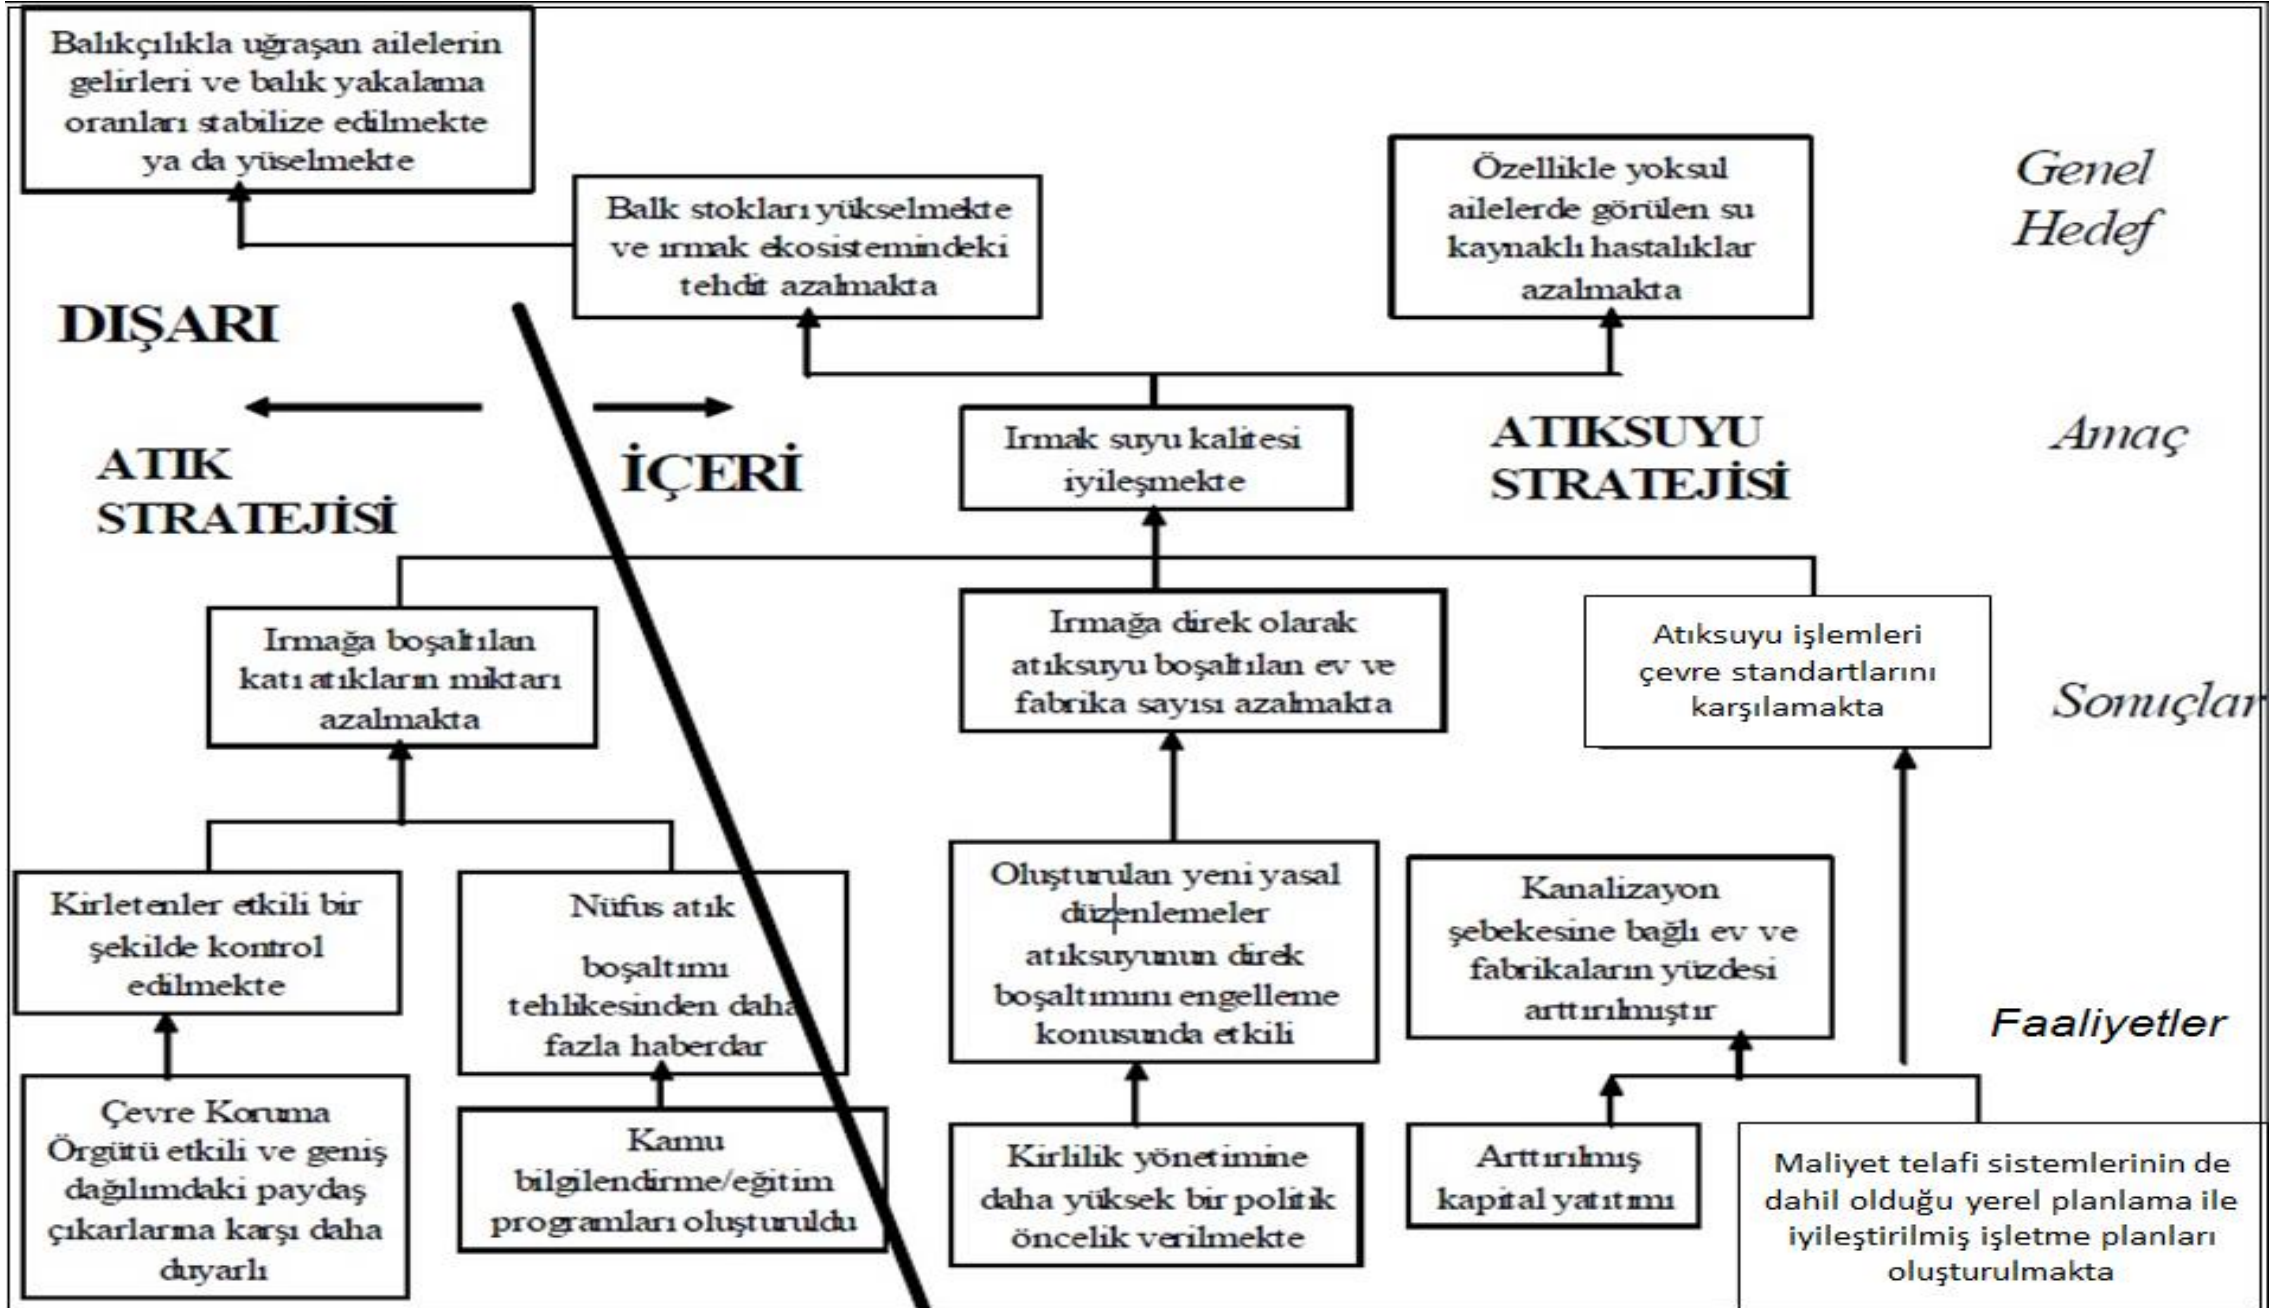 Balıkçılıkla uğraşan ailelerin
gelirleri ve balık yakalama
oranları stabilize edilmekte
ya da yüselmekte
Balk stokları yükselmekte
ve ırmak ekosistemindeki
tehdit azalmakta
Özellikle yoksul
ailelerde görülen su
kaynaklı hastalıklar
azalmakta
Genel
Hedef
DIŞARI
ATIK
STRATEJİSİ
İÇERİ
Irmak suyu kalitesi
iyileşmekte
ATIKSUYU
STRATEJİSİ
Amaç
Irmağa boşaltılan
katı atıkların miktarı
azalmakta
Irmağa direk olarak
atıksuyu boşaltılan ev ve
fabrika sayısı azalmakta
Atıksuyu işlemleri
çevre standartlarını
karşılamakta
Sonuçlar
Kirletenler etkili bir
şekilde kontrol
edilmekte
Nüfus atık
boşaltımı
tehlikesinden daha
fazla haberdar
Oluşturulan yeni yasal
düzenlemeler
atıksuyunun direk
boşaltımını engelleme
konusunda etkili
Kanalizayon
şebekesine bağlı ev ve
fabrikaların yüzdesi
arttırılmıştır
Faaliyetler
Çevre Koruma
Örgütü etkili ve geniş
dağılımdaki paydaş
çıkarlarına karşı daha
duyarlı
Kamu
bilgilendirme/eğitim
programları oluşturuldu
Kirlilik yönetimine
daha yüksek bir politik
öncelik verilmekte
Arttırılmış
kapital yatıtımı
Maliyet telafi sistemlerinin de
dahil olduğu yerel planlama ile
iyileştirilmiş işletme planları
oluşturulmakta